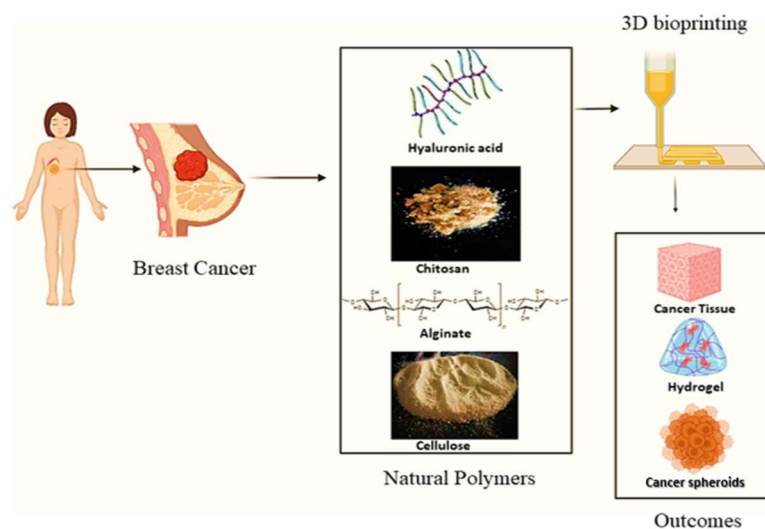 3D bioprinting
Hyaluronic acid
Chitosan
Breast Cancer
Alginate
Cellulose
Natural Polymers
Cancer Tissue
Hydrogel
Cancer spheroids
Outcomes